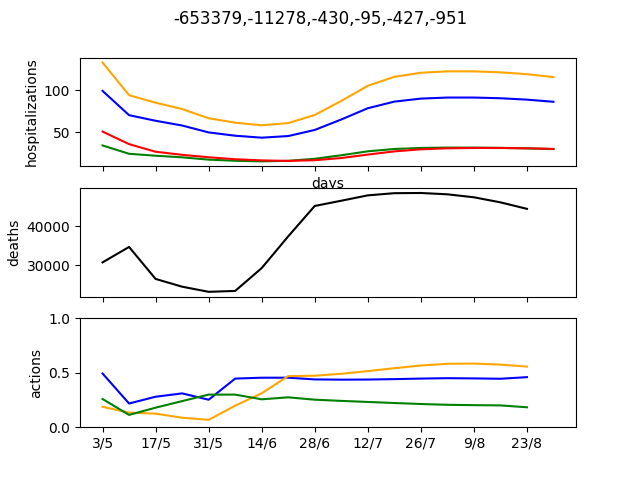 -653379,-11278,-430,-95,-427,-951
hospitalizations
100
50
days
deaths
40000
30000
actions
1.0
0.5
0.0
3/5 17/5 31/5 14/6 28/6 12/7 26/7 9/8 23/8